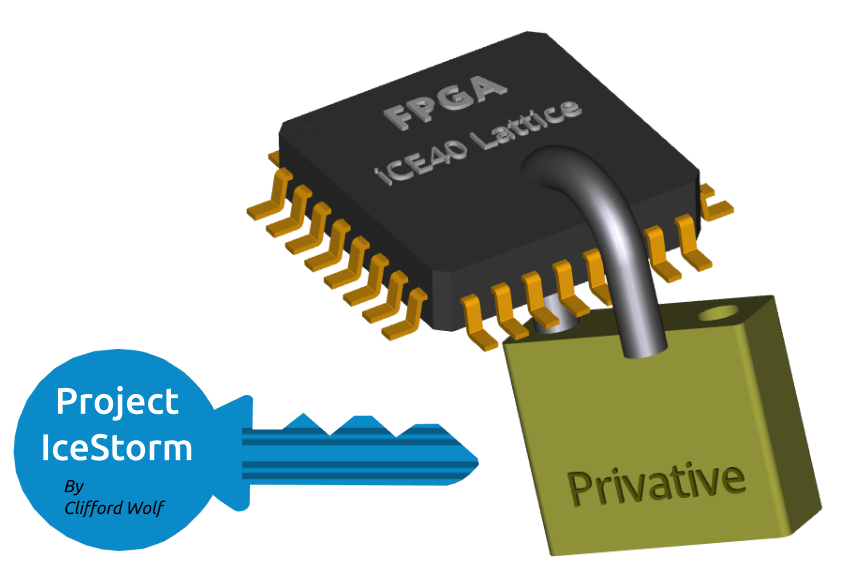 FPGA
iCE40 Lattice
Project
IceStorm
By
Clifford Wolf
Privative